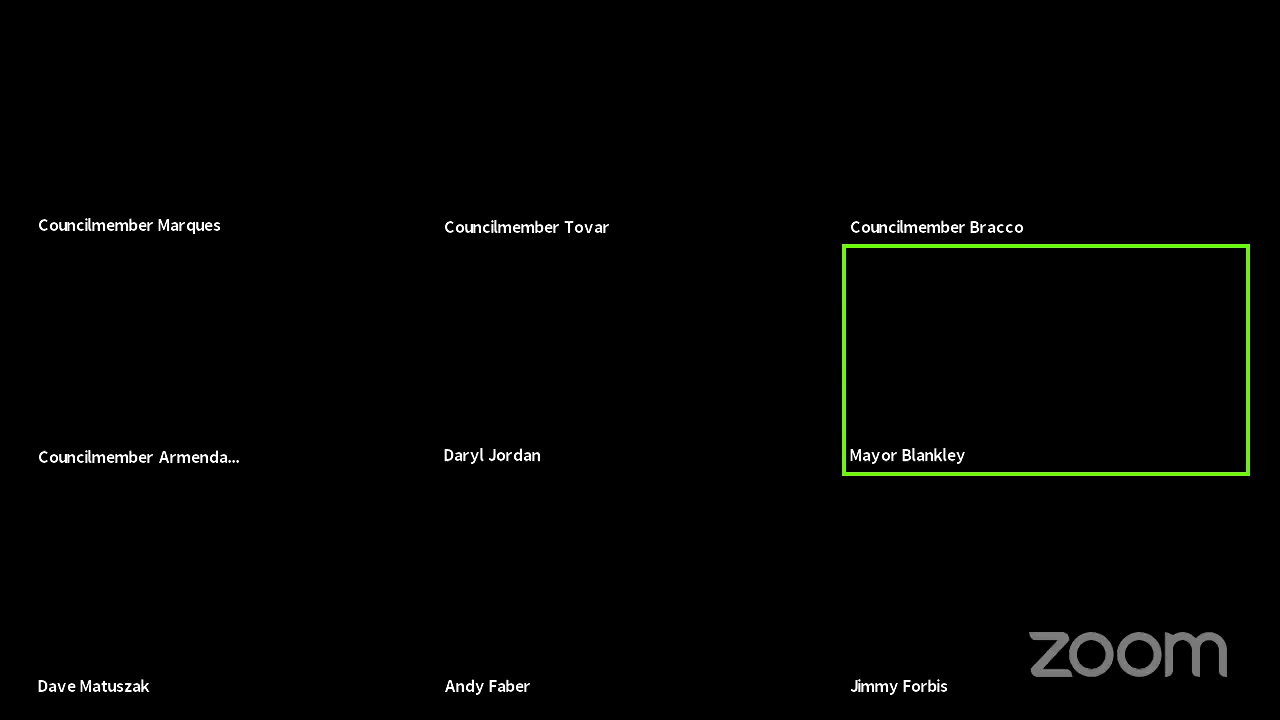 Councilmember Marques
Councilmember Tovar
Councilmember Bracco
Councilmember Armenda...
Daryl Jordan
Mayor Blankley
Dave Matuszak
Andy Faber
Jimmy Forbis
zoom